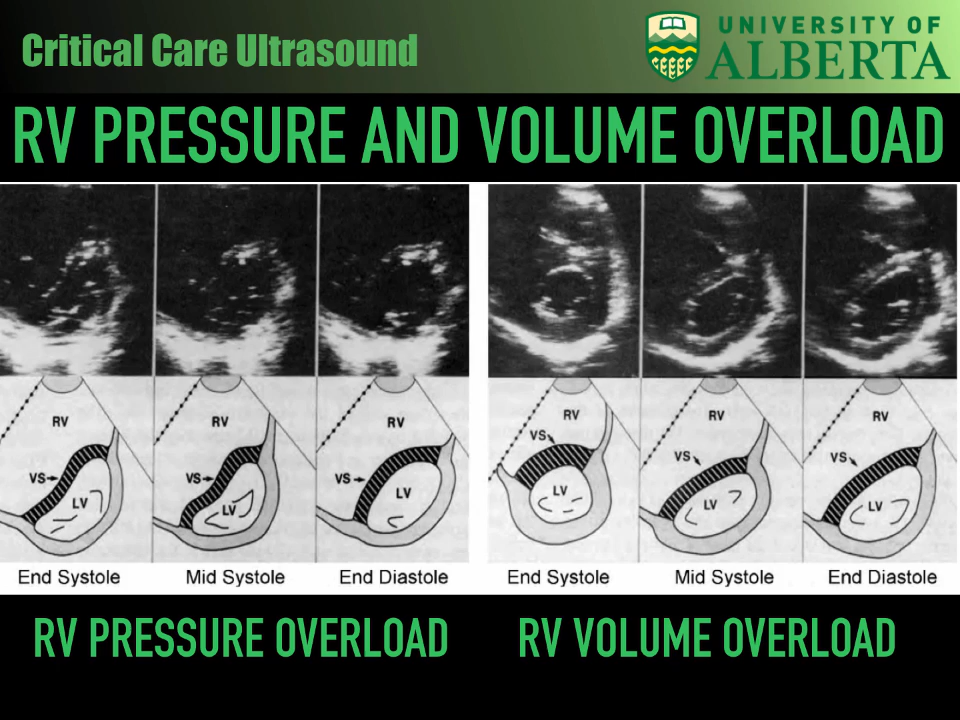 Critical Care Ultrasound
UNIVERSITY OF
ALBERTA
RV PRESSURE AND VOLUME OVERLOAD
RV
VS
LV
RV
VS
LV
RV
VS
LV
RV
VS
LV
RV
VS
LV
RV
VS
LV
End Systole
Mid Systole
End Diastole
End Systole
Mid Systole
End Diastole
RV PRESSURE OVERLOAD
RV VOLUME OVERLOAD